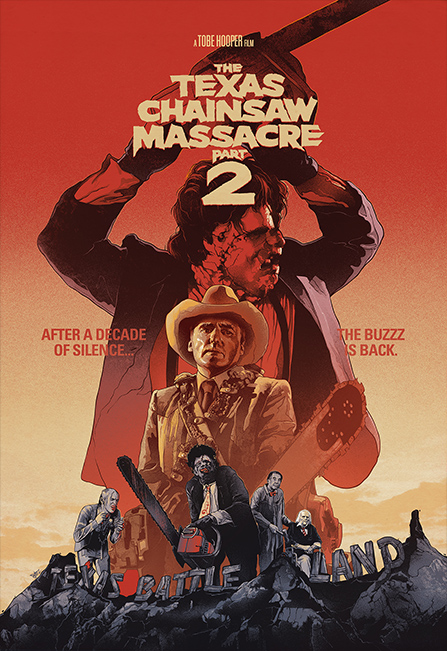 A TOBE HOOPER FILM
THE
TEXAS
CHAINSAW
MASSACRE
PART
2
AFTER A DECADE
OF SILENCE...
THE BUZZZ
IS BACK.
BATTLE LAND